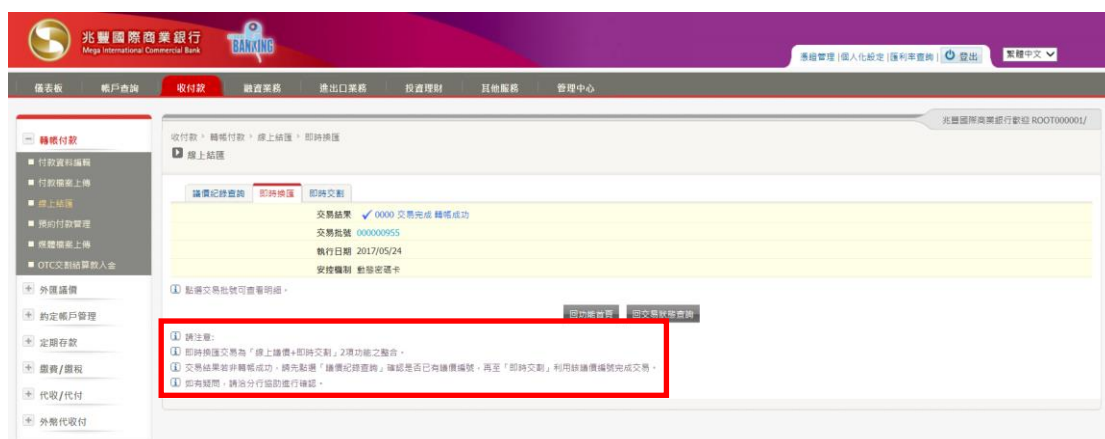 兆豐國際商業銀行
Mega International Commercial Bank
BANKING
憑證管理 |個人化設定 |匯利率查詢 | 登出
繁體中文
儀表板 帳戶查詢 收付款 融資業務 進出口業務 投資理財 其他服務 管理中心
兆豐國際商業銀行歡迎 ROOT000001/
轉帳付款
付款資料編輯
付款檔案上傳
線上結匯
預約付款管理
媒體檔案上傳
OTC交割結算款入金
外匯議價
約定帳戶管理
定期存款
繳費/繳稅
代收/代付
外幣代收付
收付款 › 轉帳付款 › 線上結匯 › 即時換匯
線上結匯
議價紀錄查詢 即時換匯 即時交割
交易結果 ✓ 0000 交易完成 轉帳成功
交易批號 000000955
執行日期 2017/05/24
安控機制 動態密碼卡
點選交易批號可查看明細。
回功能首頁 回交易狀態查詢
請注意:
即時換匯交易為「線上議價+即時交割」2項功能之整合。
交易結果若非轉帳成功，請先點選「議價紀錄查詢」確認是否已有議價編號，再至「即時交割」利用該議價編號完成交易。
如有疑問，請洽分行協助進行確認。